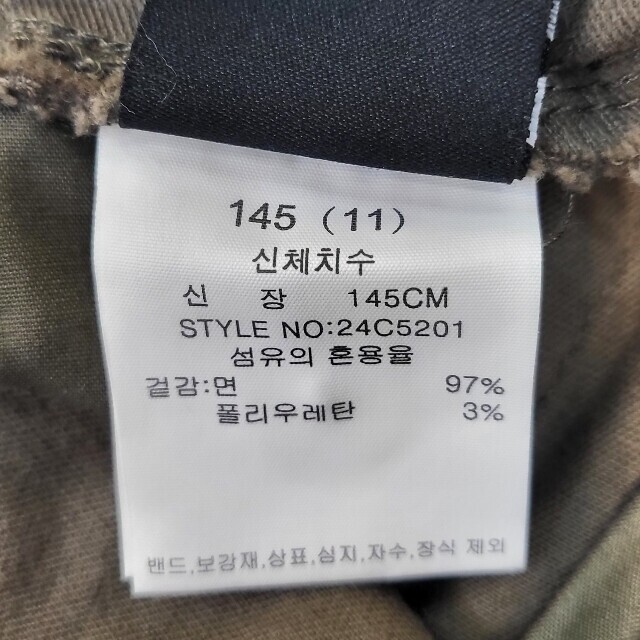 145 (11)
신체치수
신 장 145CM
STYLE NO:24C5201
섬유의 혼용율
겉감:면 97%
폴리우레탄 3%
밴드,보강재,상표,심지,자수,장식 제외